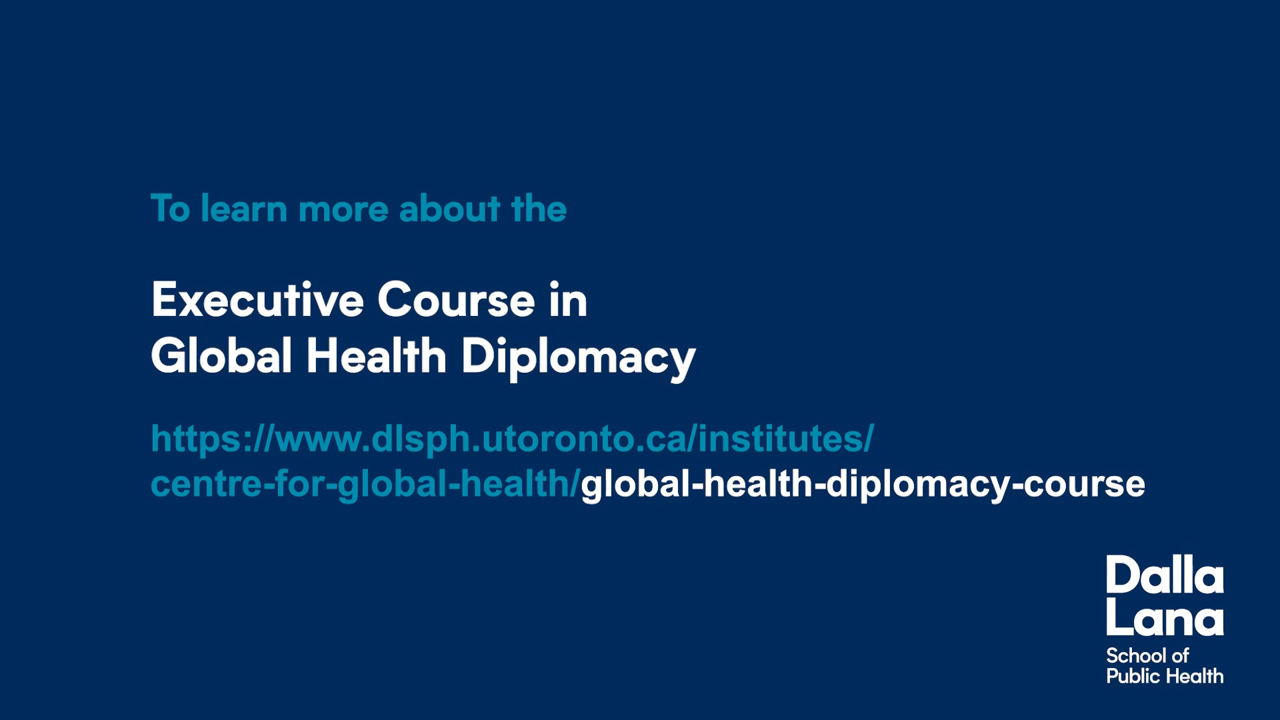 To learn more about the
Executive Course in
Global Health Diplomacy
https://www.dlsph.utoronto.ca/institutes/
centre-for-global-health/global-health-diplomacy-course
Dalla
Lana
School of
Public Health